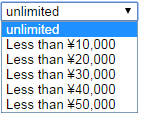 unlimited
unlimited
Less than ¥10,000
Less than ¥20,000
Less than ¥30,000
Less than ¥40,000
Less than ¥50,000